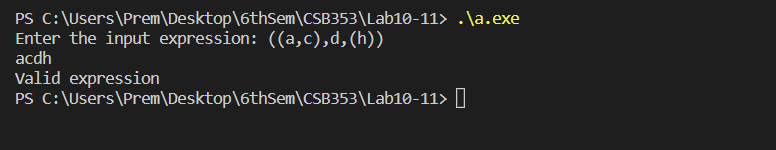 PS C:\Users\Prem\Desktop\6thSem\CSB353\Lab10-11> .\a.exe
Enter the input expression: ((a,c),d,(h))
acdh
Valid expression
PS C:\Users\Prem\Desktop\6thSem\CSB353\Lab10-11>